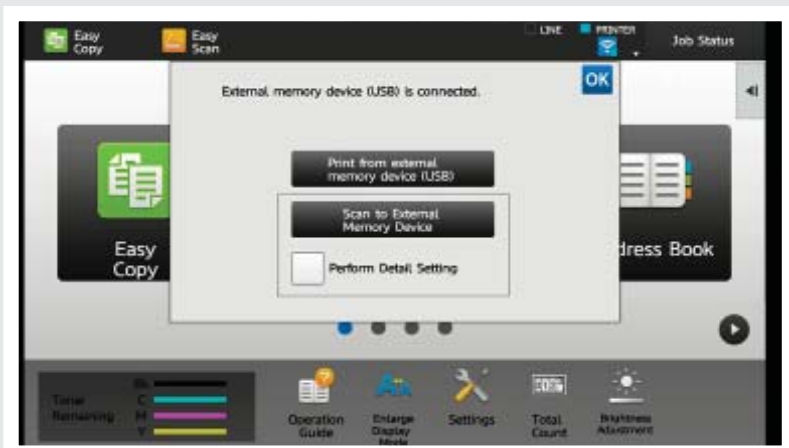 Easy
Copy
Easy
Scan
LINE
PRINTER
Job Status
External memory device (USB) is connected.
OK
Print from external
memory device (USB)
Scan to External
Memory Device
Perform Detail Setting
Easy
Copy
dress Book
Toner
Remaining
Bk
C
M
Y
Operation
Guide
Enlarge
Display
Mode
Settings
Total
Count
Brightness
Adjustment